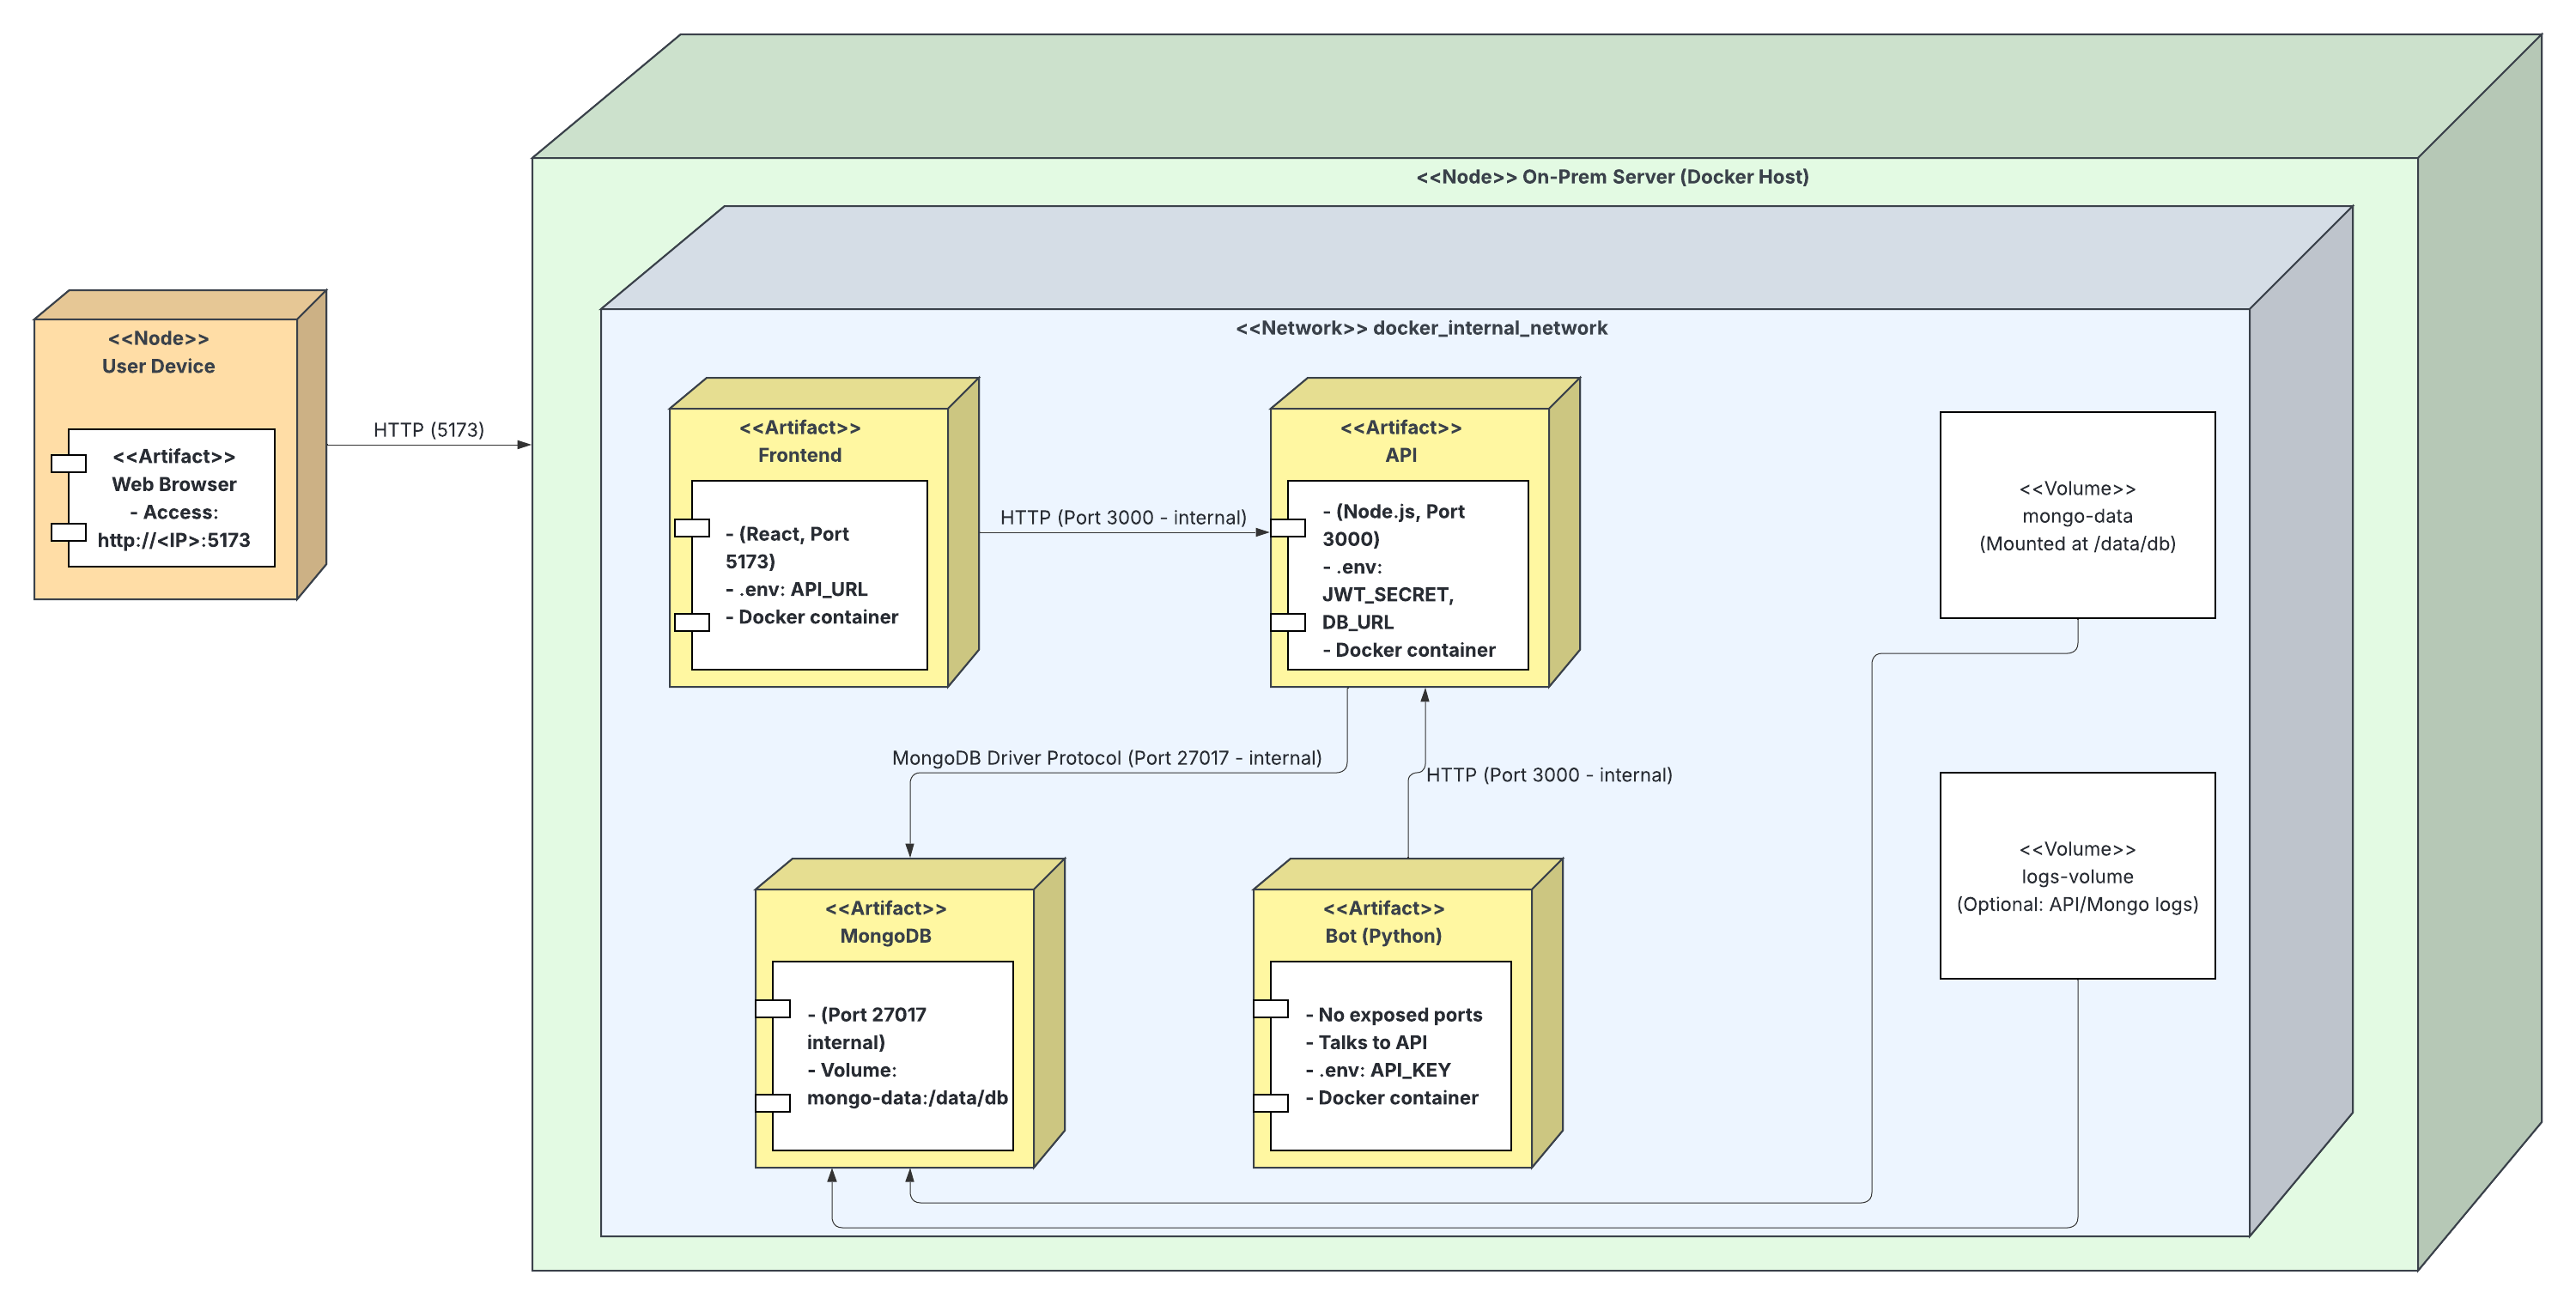 <<Node>> On-Prem Server (Docker Host)
<<Network>> docker_internal_network
<<Node>>
User Device
<<Artifact>>
Web Browser
- Access:
http://<IP>:5173
HTTP (5173)
<<Artifact>>
Frontend
- (React, Port
5173)
- .env: API_URL
- Docker container
HTTP (Port 3000 - internal)
<<Artifact>>
API
- (Node.js, Port
3000)
- .env:
JWT_SECRET,
DB_URL
- Docker container
<<Volume>>
mongo-data
(Mounted at /data/db)
MongoDB Driver Protocol (Port 27017 - internal)
HTTP (Port 3000 - internal)
<<Artifact>>
MongoDB
- (Port 27017
internal)
- Volume:
mongo-data:/data/db
<<Artifact>>
Bot (Python)
- No exposed ports
- Talks to API
- .env: API_KEY
- Docker container
<<Volume>>
logs-volume
(Optional: API/Mongo logs)